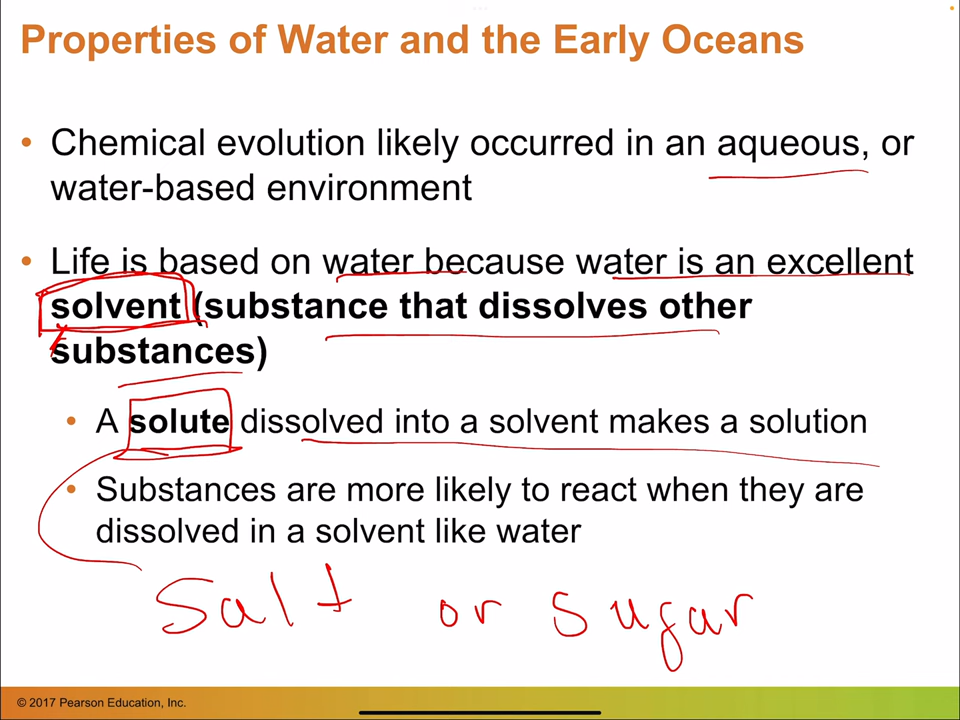 Properties of Water and the Early Oceans
• Chemical evolution likely occurred in an aqueous, or
water-based environment
• Life is based on water because water is an excellent
solvent (substance that dissolves other
substances)
• A solute dissolved into a solvent makes a solution
• Substances are more likely to react when they are
dissolved in a solvent like water
Salt or Sugar
© 2017 Pearson Education, Inc.